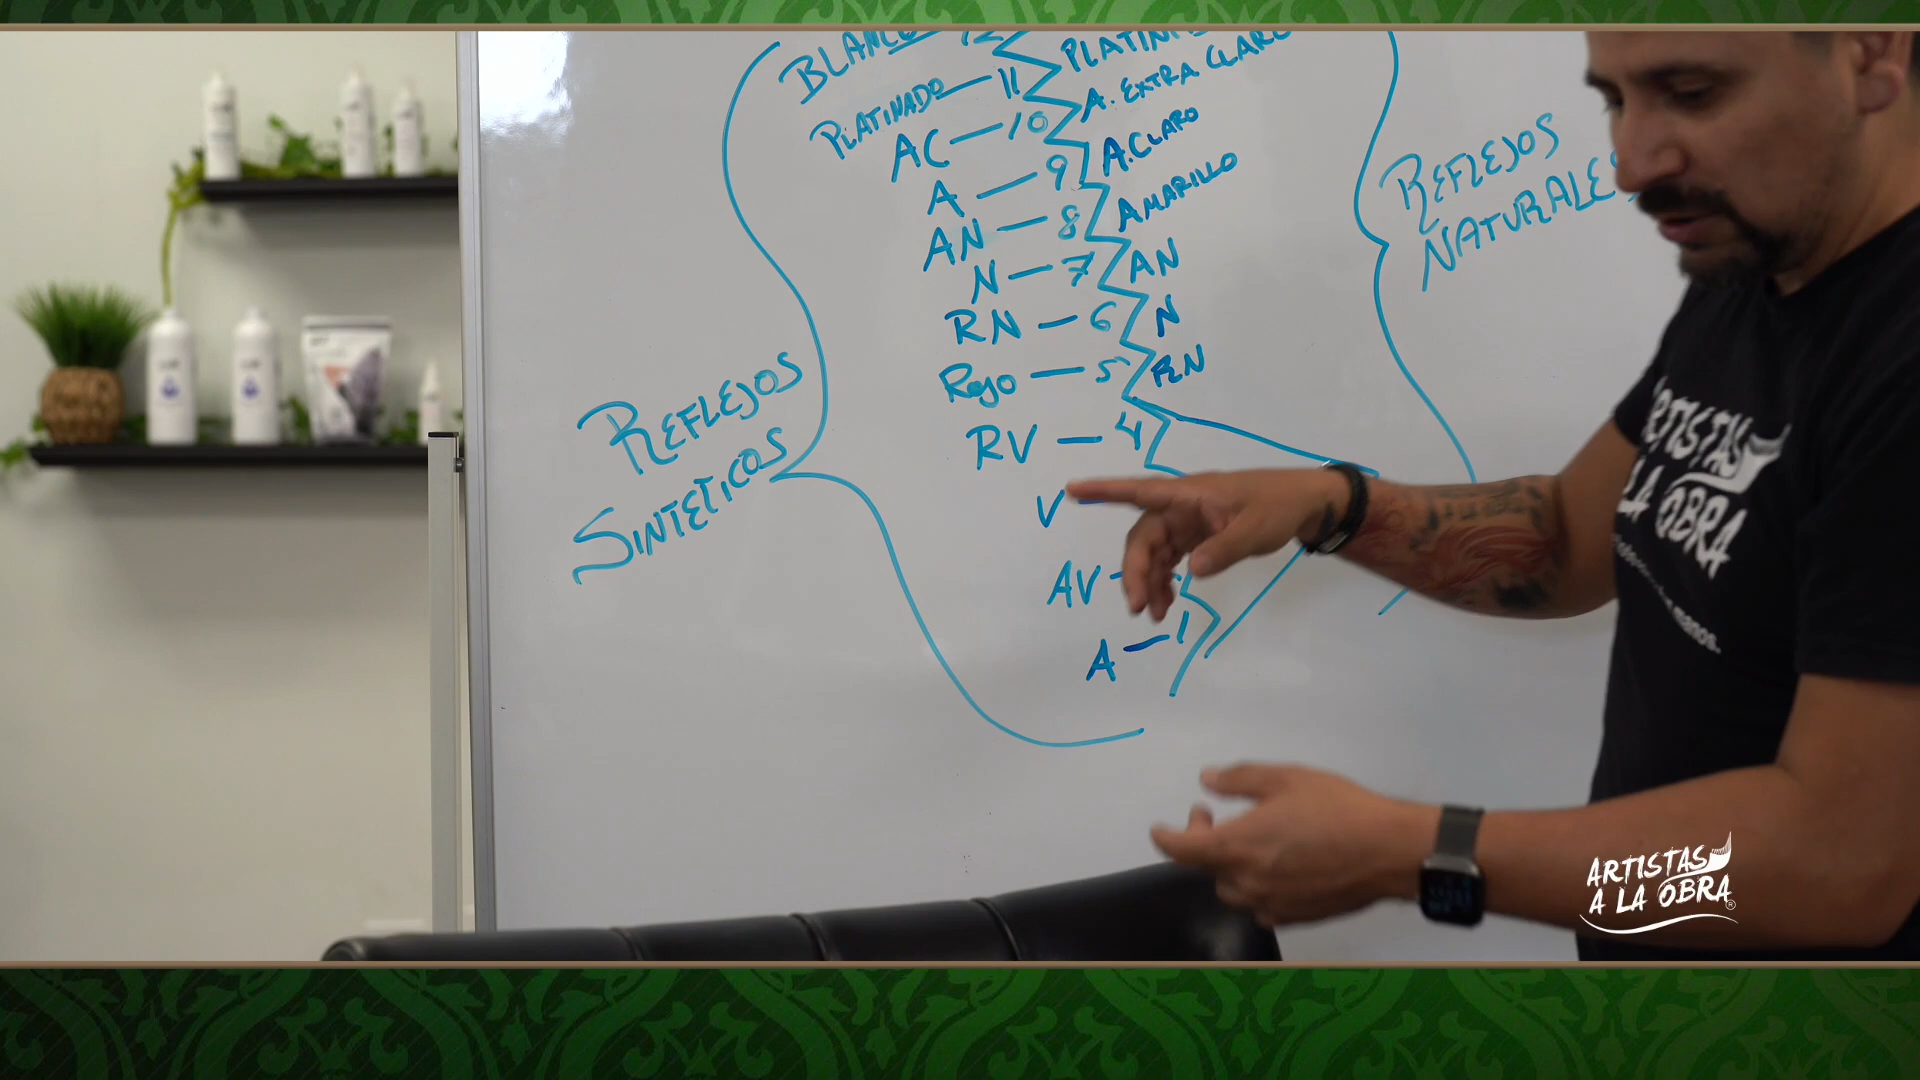 BLANCO — 12 PLATINADO
PLATINADO — 11 A. EXTRA CLARO
AC — 10 A. CLARO
A — 9 AMARILLO
AN — 8 AN
N — 7 N
RN — 6 RN
Rojo — 5
RV — 4
V —
AV —
A — 1
REFLEJOS
SINTETICOS
REFLEJOS
NATURALES
ARTISTAS
A LA OBRA
ARTISTAS
A LA OBRA®